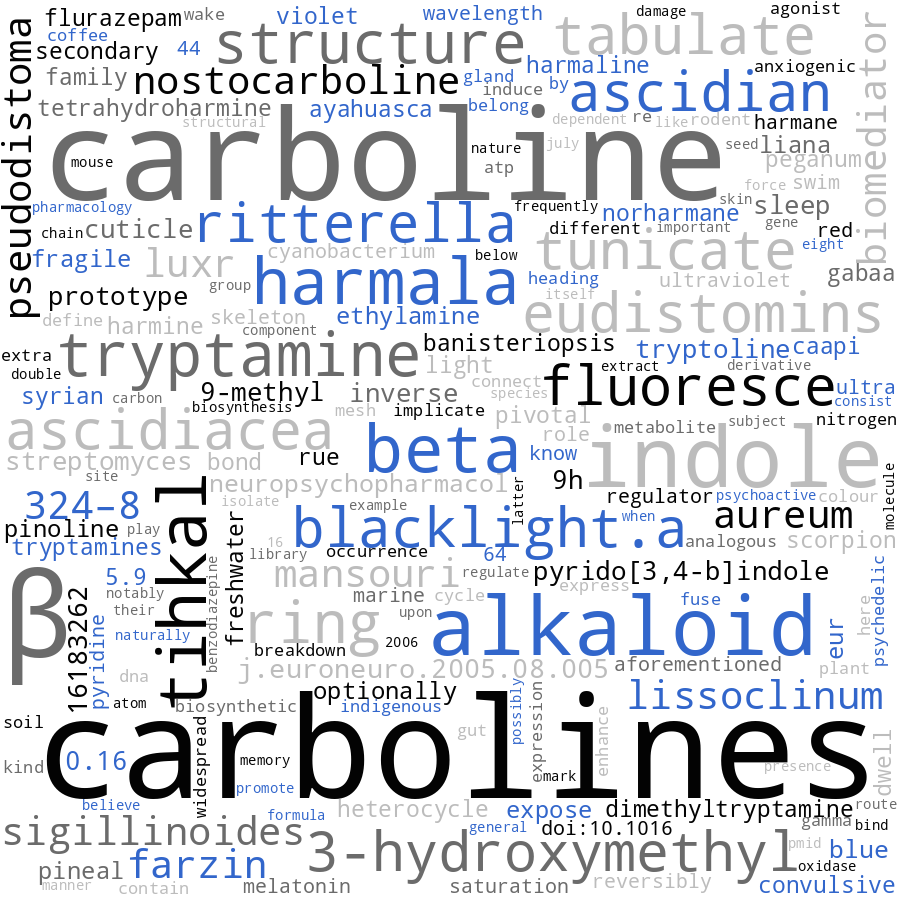 flurazepam
wake
violet
wavelength
damage
agonist
coffee
secondary
44
structure
tabulate
biomediator
pseudodistoma
family
nostocarboline
gland
harmaline
anxiogenic
induce
by
ascidian
tetrahydroharmine
ayahuasca
belong
structural
dependent
re
like
rodent
harmane
carboline
mouse
nature
atp
july
seed
liana
peganum
force
swim
pharmacology
frequently
skin
sleep
norharmane
chain
cuticle
ritterella
different
important
gene
red
eight
fragile
luxr
cyanobacterium
below
tunicate
gabaa
prototype
group
harmala
heading
ultraviolet
itself
define
harmine
skeleton
ethylamine
eudistomins
component
extra
tryptamine
banisteriopsis
tryptoline
caapi
double
light
extract
derivative
syrian
carbon
9-methyl
inverse
connect
species
fluoresce
ultra
consist
biosynthesis
mesh
implicate
pivotal
nitrogen
ascidiacea
role
metabolite
subject
beta
know
indole
streptomyces
bond
rue
site
9h
neuropsychopharmacol
latter
regulator
psychoactive
colour
molecule
324–8
tihkal
isolate
example
when
aureum
pinoline
play
freshwater
blacklight.a
analogous
scorpion
tryptamines
16
library
occurrence
64
β
5.9
benzodiazepine
mansouri
regulate
pyrido[3,4-b]indole
notably
express
their
marine
cycle
fuse
16183262
pyridine
naturally
ring
upon
alkaloid
eur
here
psychedelic
breakdown
2006
dna
j.euroneuro.2005.08.005
aforementioned
plant
atom
biosynthetic
optionally
indigenous
possibly
expression
enhance
lissoclinum
soil
carbolines
gut
dwell
kind
0.16
widespread
memory
mark
presence
promote
believe
formula
heterocycle
expose
dimethyltryptamine
route
general
doi:10.1016
gamma
bind
sigillinoides
3-hydroxymethyl
pmid
blue
pineal
farzin
oxidase
manner
contain
melatonin
saturation
reversibly
convulsive